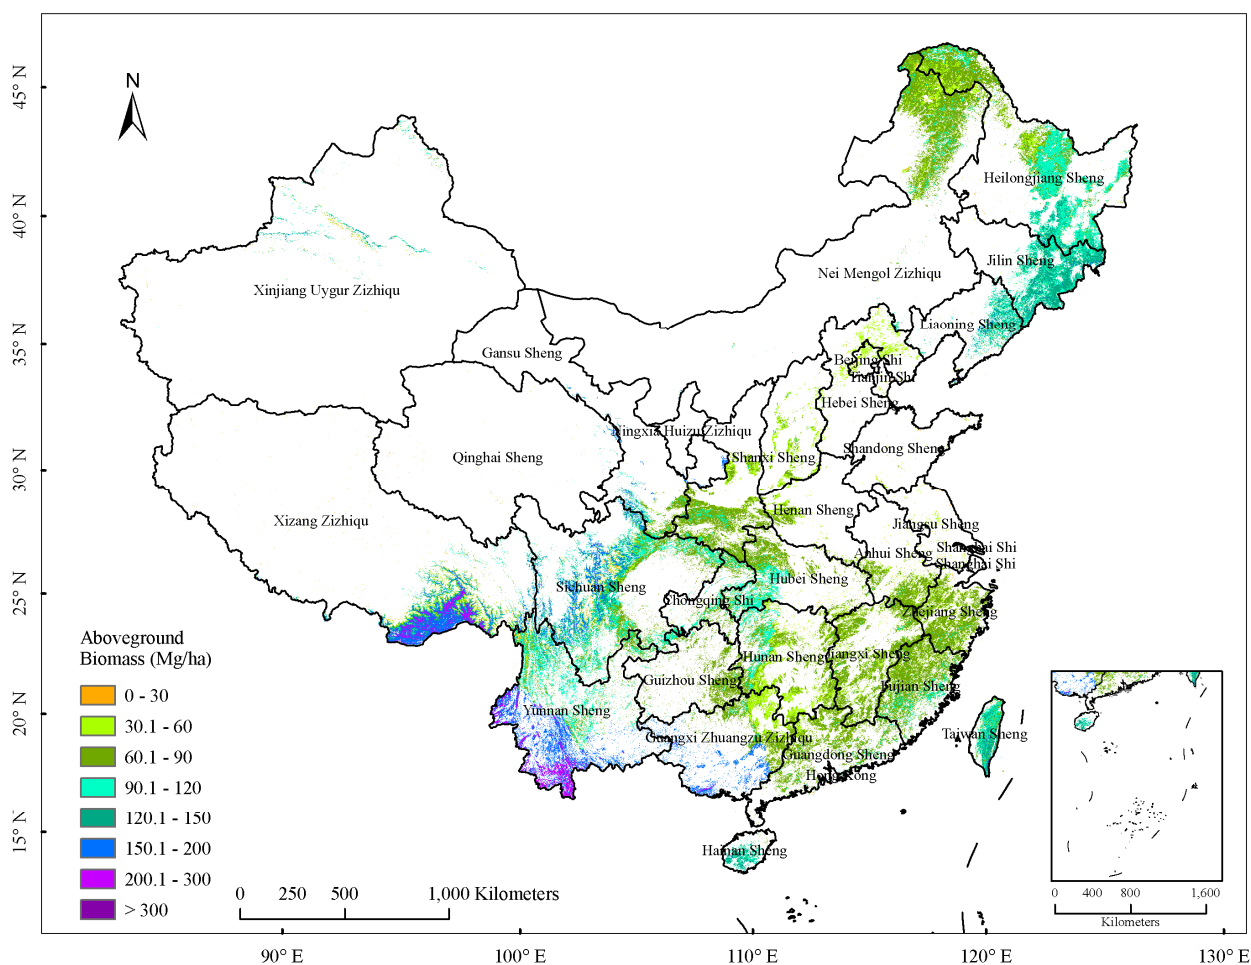 45° N
40° N
35° N
30° N
25° N
20° N
15° N
N
Heilongjiang Sheng
Jilin Sheng
Nei Mengol Zizhiqu
Xinjiang Uygur Zizhiqu
Liaoning Sheng
Gansu Sheng
Beijing Shi
Tianjin Shi
Hebei Sheng
Ningxia Huizu Zizhiqu
Shandong Sheng
Qinghai Sheng
Shanxi Sheng
Henan Sheng
Xizang Zizhiqu
Jiangsu Sheng
Shanghai Shi
Anhui Sheng
Shanghai Shi
Hubei Sheng
Sichuan Sheng
Chongqing Shi
Zhejiang Sheng
Hunan Sheng
Jiangxi Sheng
Guizhou Sheng
Fujian Sheng
Yunnan Sheng
Guangxi Zhuangzu Zizhiqu
Taiwan Sheng
Guangdong Sheng
Hong Kong
Hainan Sheng
Aboveground
Biomass (Mg/ha)
0 - 30
30.1 - 60
60.1 - 90
90.1 - 120
120.1 - 150
150.1 - 200
200.1 - 300
> 300
0 250 500 1,000 Kilometers
0 400 800 1,600
Kilometers
90° E 100° E 110° E 120° E 130° E